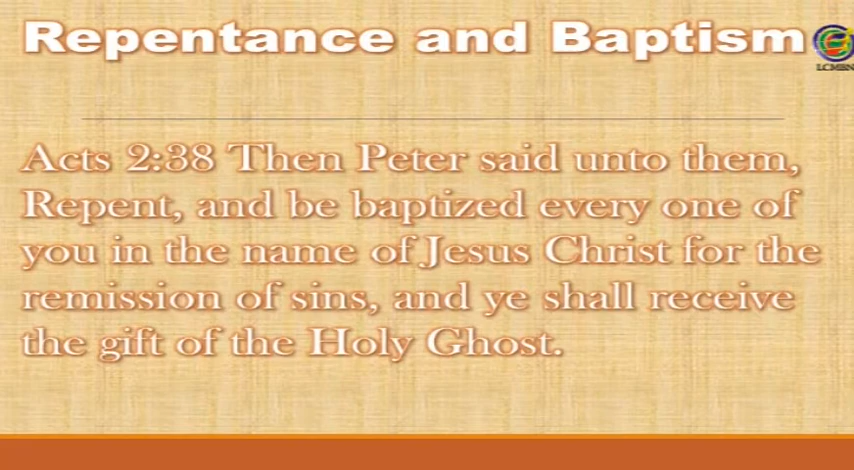 Repentance and Baptism
LCMBN
Acts 2:38 Then Peter said unto them,
Repent, and be baptized every one of
you in the name of Jesus Christ for the
remission of sins, and ye shall receive
the gift of the Holy Ghost.